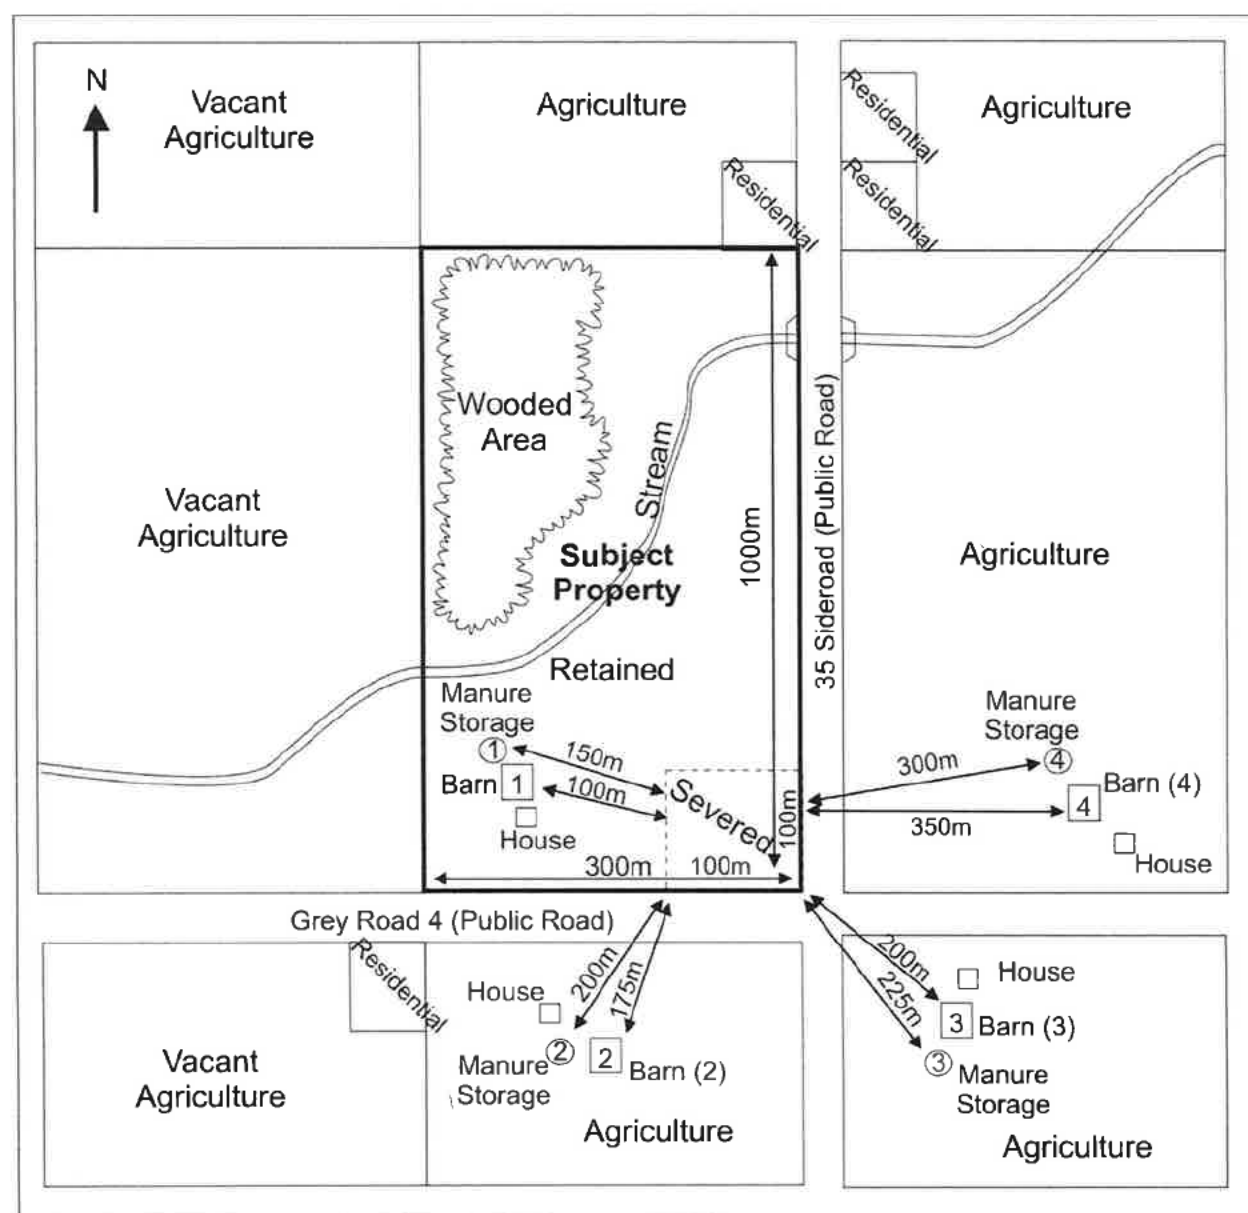 N
Vacant
Agriculture
Agriculture
Residential
Agriculture
Residential
Residential
Wooded
Area
Stream
Vacant
Agriculture
Subject
Property
1000m
35 Sideroad (Public Road)
Agriculture
Retained
Manure
Storage
1
150m
Barn
1
100m
House
Severed
100m
300m
100m
Manure
Storage
4
300m
Barn (4)
4
350m
House
Grey Road 4 (Public Road)
Residential
Vacant
Agriculture
House
200m
175m
2
2
Manure
Storage
Barn (2)
Agriculture
200m
225m
House
3
Barn (3)
3
Manure
Storage
Agriculture